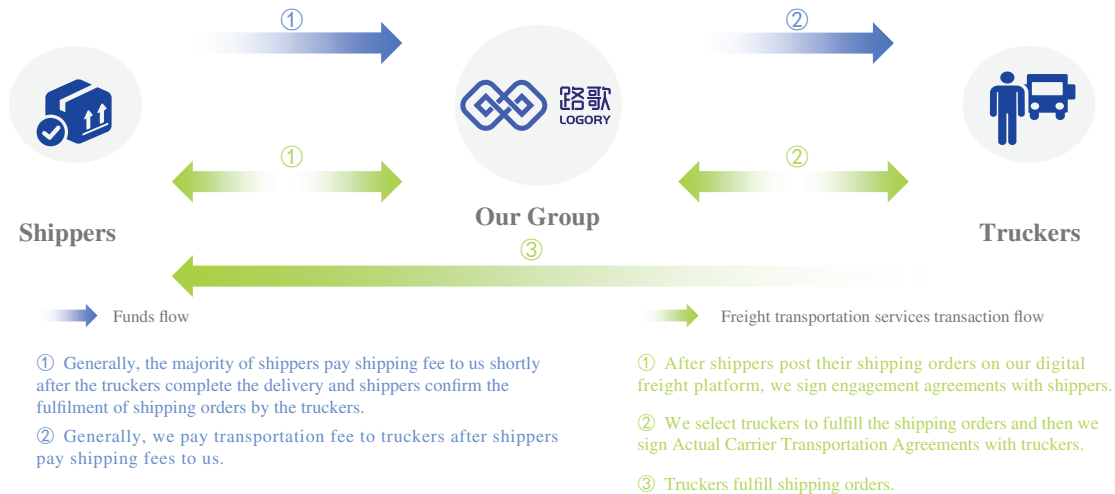 ①
②
路歌
LOGORY
①
②
Our Group
Shippers
Truckers
③
Funds flow
Freight transportation services transaction flow
① Generally, the majority of shippers pay shipping fee to us shortly
after the truckers complete the delivery and shippers confirm the
fulfilment of shipping orders by the truckers.
② Generally, we pay transportation fee to truckers after shippers
pay shipping fees to us.
① After shippers post their shipping orders on our digital
freight platform, we sign engagement agreements with shippers.
② We select truckers to fulfill the shipping orders and then we
sign Actual Carrier Transportation Agreements with truckers.
③ Truckers fulfill shipping orders.